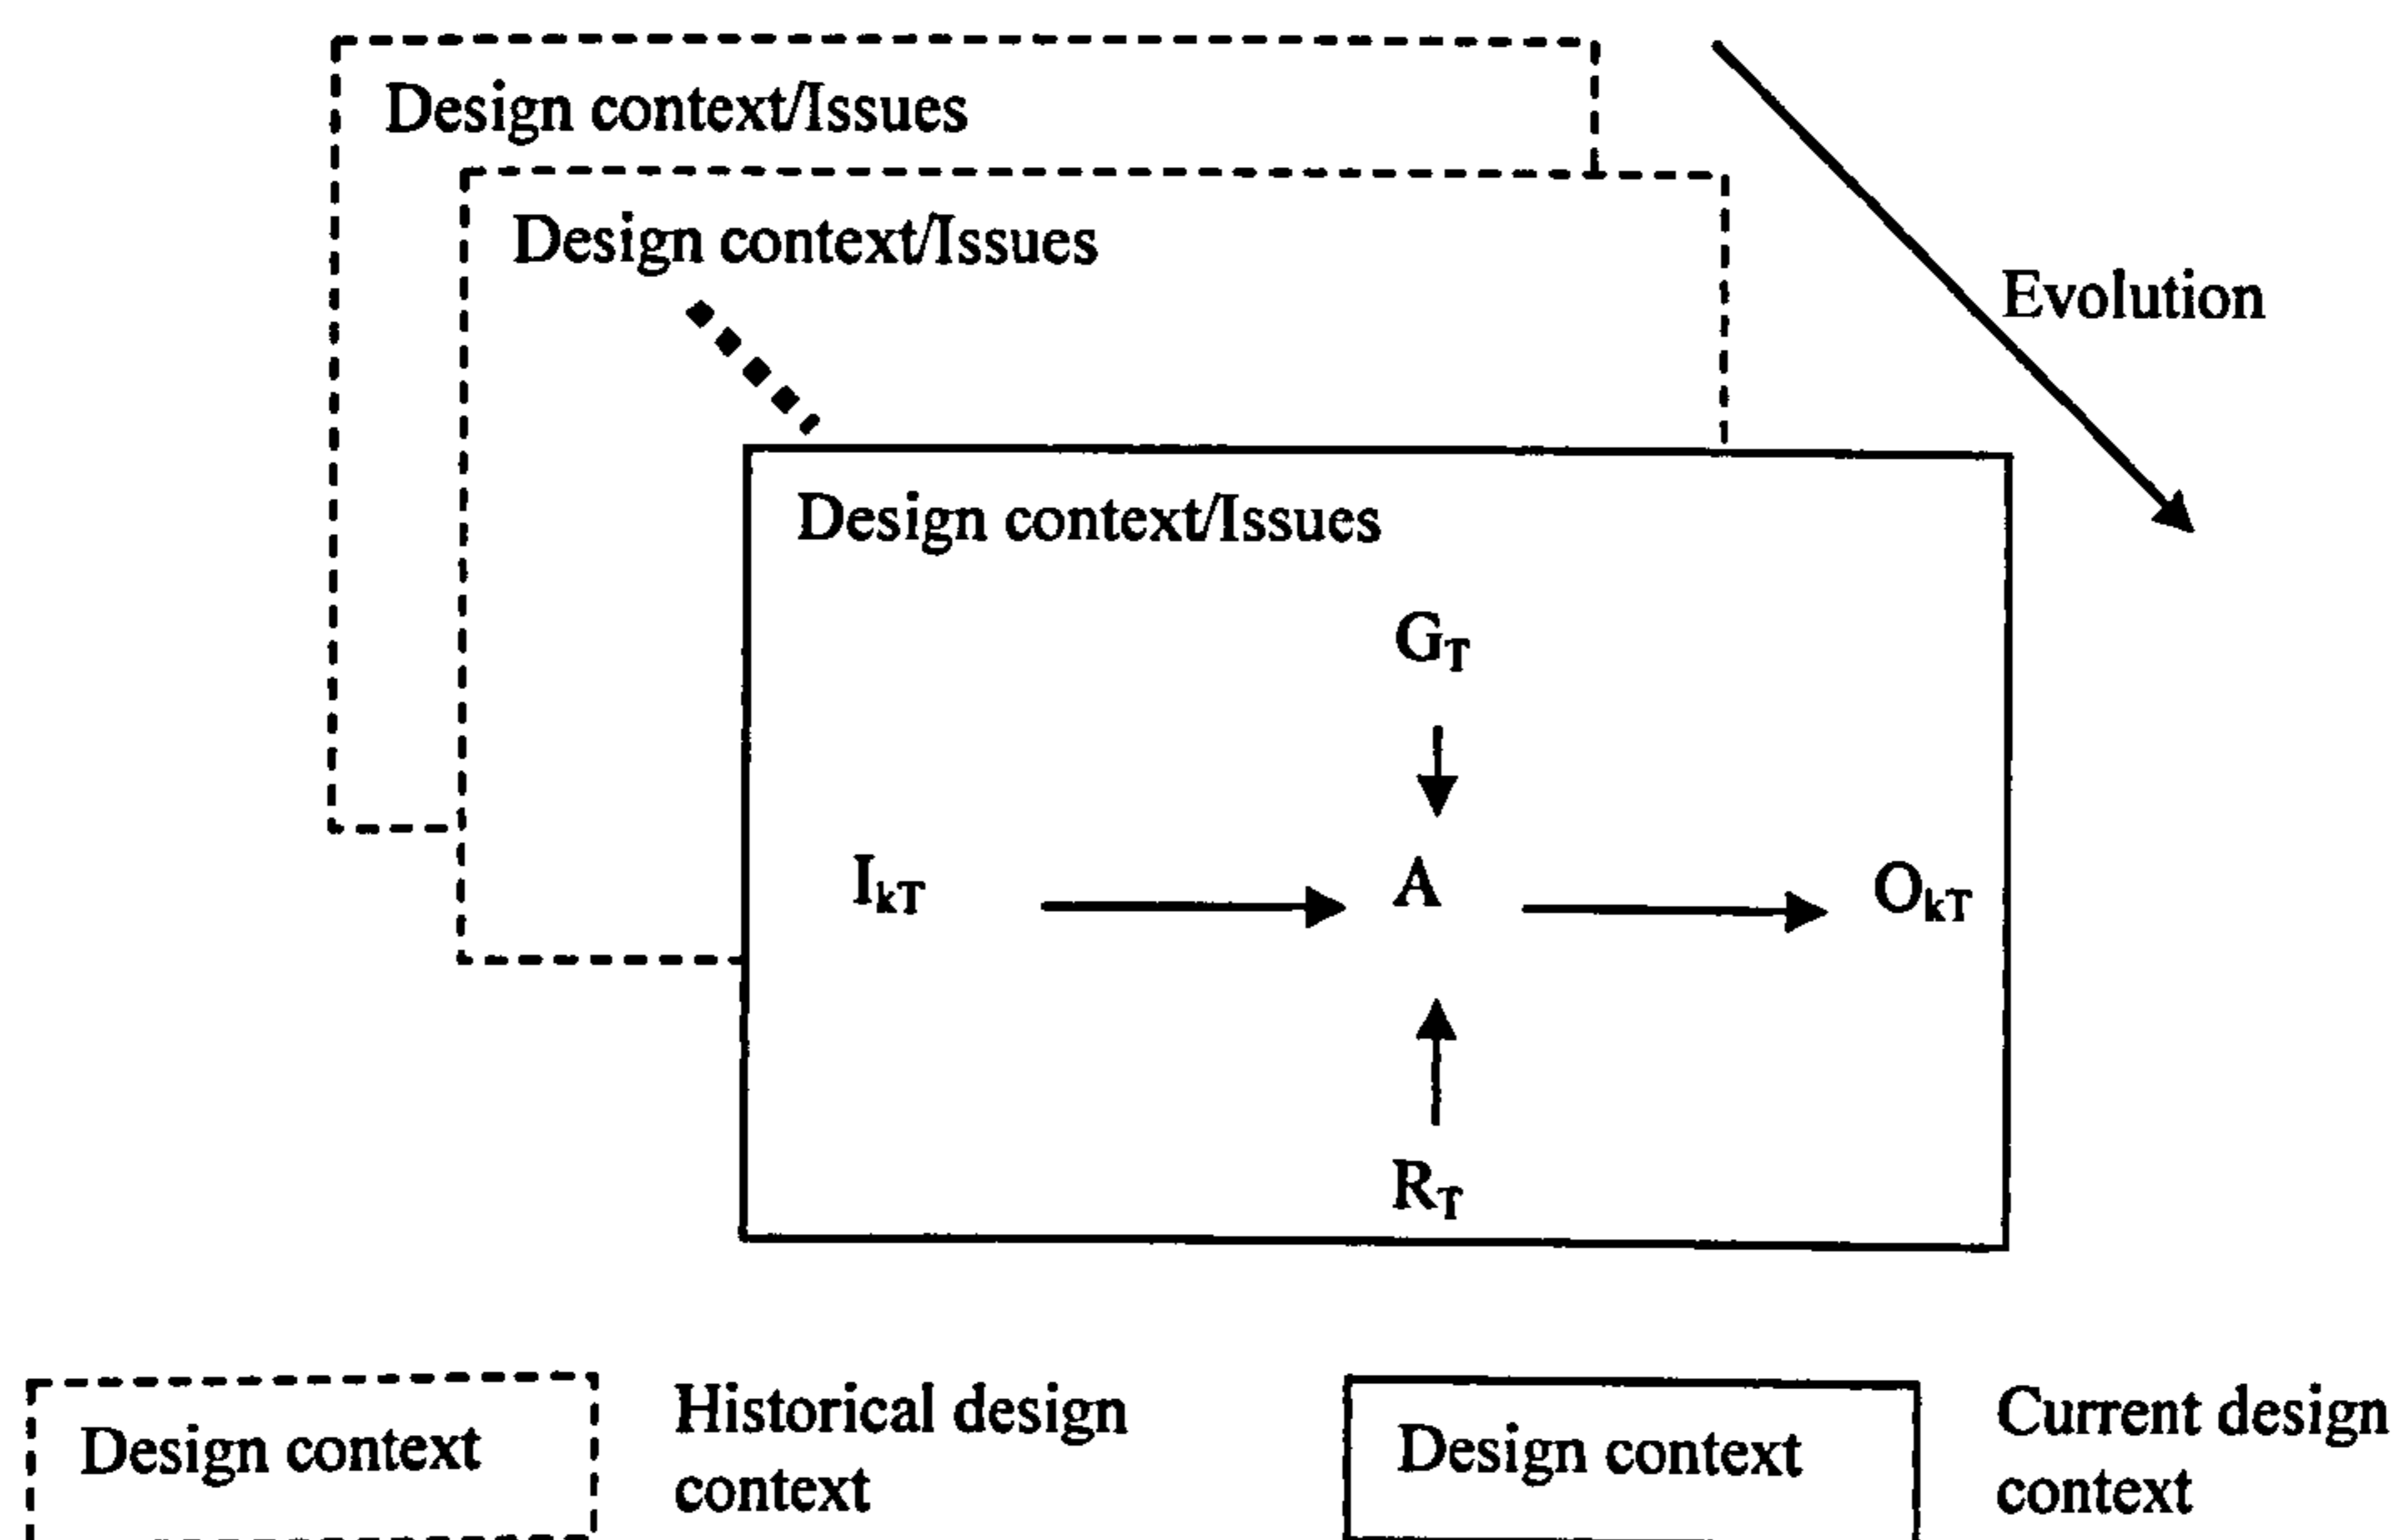 Design context/Issues
Design context/Issues
Evolution
Design context/Issues
G_T
I_kT
A
O_kT
R_T
Design context
Historical design
context
Design context
Current design
context